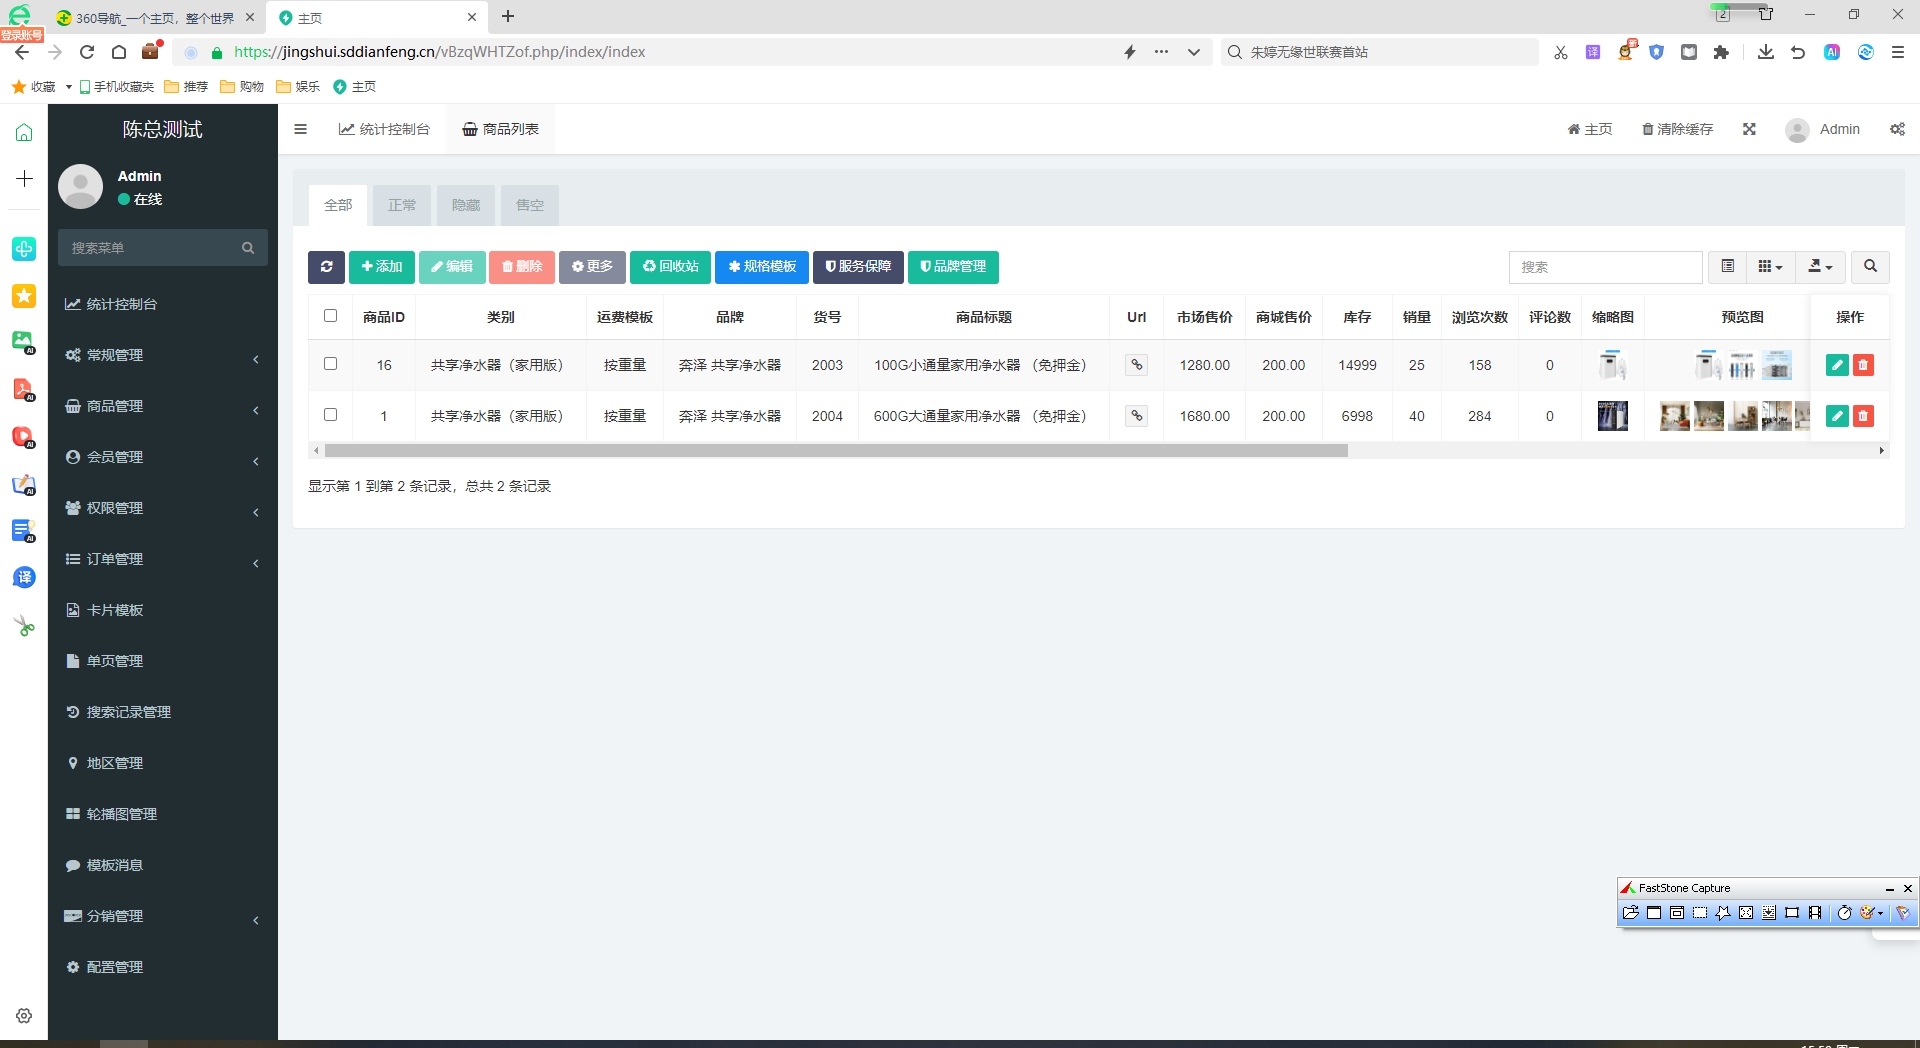 登录账号
360导航_一个主页，整个世界
主页
2
https://jingshui.sddianfeng.cn/vBzqWHTZof.php/index/index
朱婷无缘世联赛首站
译
AI
收藏
手机收藏夹
推荐
购物
娱乐
主页
陈总测试
统计控制台
商品列表
主页
清除缓存
Admin
Admin
在线
搜索菜单
统计控制台
常规管理
商品管理
会员管理
权限管理
订单管理
卡片模板
单页管理
搜索记录管理
地区管理
轮播图管理
模板消息
分销管理
配置管理
AI
AI
AI
AI
AI
译
全部
正常
隐藏
售空
添加
编辑
删除
更多
回收站
规格模板
服务保障
品牌管理
搜索
商品ID 类别 运费模板 品牌 货号 商品标题 Url 市场售价 商城售价 库存 销量 浏览次数 评论数 缩略图 预览图 操作
16 共享净水器（家用版） 按重量 奔泽 共享净水器 2003 100G小通量家用净水器 （免押金） 1280.00 200.00 14999 25 158 0
1 共享净水器（家用版） 按重量 奔泽 共享净水器 2004 600G大通量家用净水器 （免押金） 1680.00 200.00 6998 40 284 0
显示第 1 到第 2 条记录，总共 2 条记录
FastStone Capture